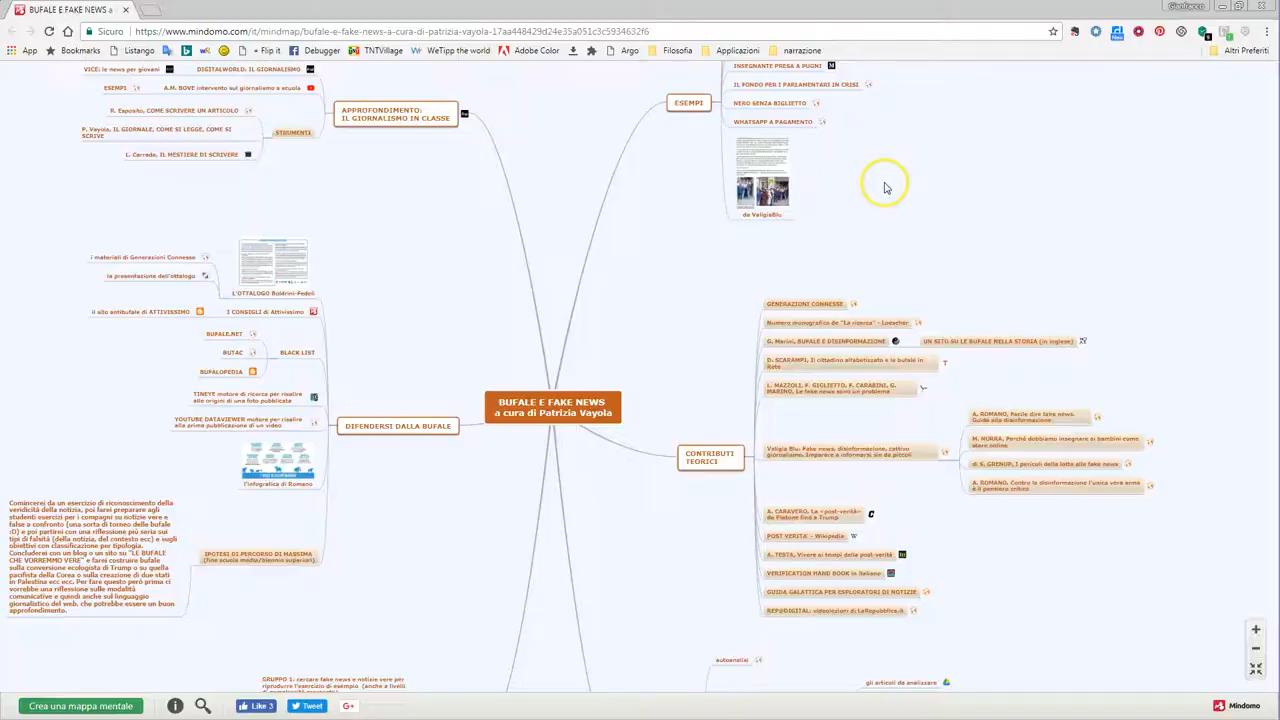 BUFALE E FAKE NEWS a
Sicuro
https://www.mindomo.com/it/mindmap/bufale-e-fake-news-a-cura-di-patrizia-vayola-17aa448429d24e35a051c3c5934632f6
App
Listango
Flip it
Debugger
TNTVillage
WeTransfer
Adobe Connect
Filosofia
Applicazioni
narrazione
Altri Preferiti
VICE: le news per giovani
DIGITALWORLD: IL GIORNALISMO
ESEMPI
A.M. BOVE intervento sul giornalismo a scuola
R. Esposito, COME SCRIVERE UN ARTICOLO
P. Vayola, IL GIORNALE, COME SI LEGGE, COME SI
SCRIVE
STRUMENTI
L. Carrada, IL MESTIERE DI SCRIVERE
APPROFONDIMENTO:
IL GIORNALISMO IN CLASSE
ESEMPI
INSEGNANTE PRESA A PUGNI
IL FONDO PER I PARLAMENTARI IN CRISI
NERO SENZA BIGLIETTO
WHATSAPP A PAGAMENTO
da ValigiaBlu
i materiali di Generazioni Connesse
la presentazione dell'ottalogo
L'OTTALOGO Boldrini-Fedeli
il sito antibufale di ATTIVISSIMO
I CONSIGLI di Attivissimo
BUFALE.NET
BUTAC
BLACK LIST
BUFALOPEDIA
TINEYE motore di ricerca per risalire
alle origini di una foto pubblicata
YOUTUBE DATAVIEWER motore per risalire
alla prima pubblicazione di un video
l'infografica di Romano
DIFENDERSI DALLA BUFALE
BUFALE E FAKE NEWS
a cura di Patrizia Vayola
Comincerei da un esercizio di riconoscimento della
veridicità della notizia, poi farei preparare agli
studenti esercizi per i compagni su notizie vere e
false a confronto (una sorta di torneo delle bufale
:D) e poi partirei con una riflessione più seria sui
tipi di falsità (della notizia, del contesto ecc) e sugli
obiettivi con classificazione per tipologia.
Concluderei con un blog o un sito su "LE BUFALE
CHE VORREMMO VERE" e farei costruire bufale
sulla conversione ecologista di Trump o su quella
pacifista della Corea o sulla creazione di due stati
in Palestina ecc ecc. Per fare questo però prima ci
vorrebbe una riflessione sulle modalità
comunicative e quindi anche sul linguaggio
giornalistico del web, che potrebbe essere un buon
approfondimento.
IPOTESI DI PERCORSO DI MASSIMA
(fine scuola media/biennio superiori)
CONTRIBUTI
TEORICI
GENERAZIONI CONNESSE
Numero monografico de "La ricerca" - Loescher
G. Marini, BUFALE E DISINFORMAZIONE
UN SITO SU LE BUFALE NELLA STORIA (in inglese)
D. SCARAMPI, Il cittadino alfabetizzato e le bufale in
Rete
L. MAZZOLI, F. GIGLIETTO, F. CARABINI, G.
MARINO, Le fake news sono un problema
Valigia Blu: Fake news, disinformazione, cattivo
giornalismo. Imparare a informarsi sin da piccoli
A. ROMANO, Facile dire fake news.
Guida alla disinformazione
M. NURRA, Perché dobbiamo insegnare ai bambini come
stare online
S. GRENUP, I pericoli della lotta alle fake news
A. ROMANO, Contro la disinformazione l'unica vera arma
è il pensiero critico
A. CARAVERO, La «post-verità»
da Platone fino a Trump
POST VERITA' - Wikipedia
A. TESTA, Vivere ai tempi della post-verità
VERIFICATION HAND BOOK in italiano
GUIDA GALATTICA PER ESPLORATORI DI NOTIZIE
REP@DIGITAL: videolezioni di LaRepubblica.it
autoanalisi
gli articoli da analizzare
GRUPPO 1: cercare fake news e notizie vere per
riprodurre l'esercizio di esempio (anche a livelli
Crea una mappa mentale
Like 3
Tweet
G+
Mindomo